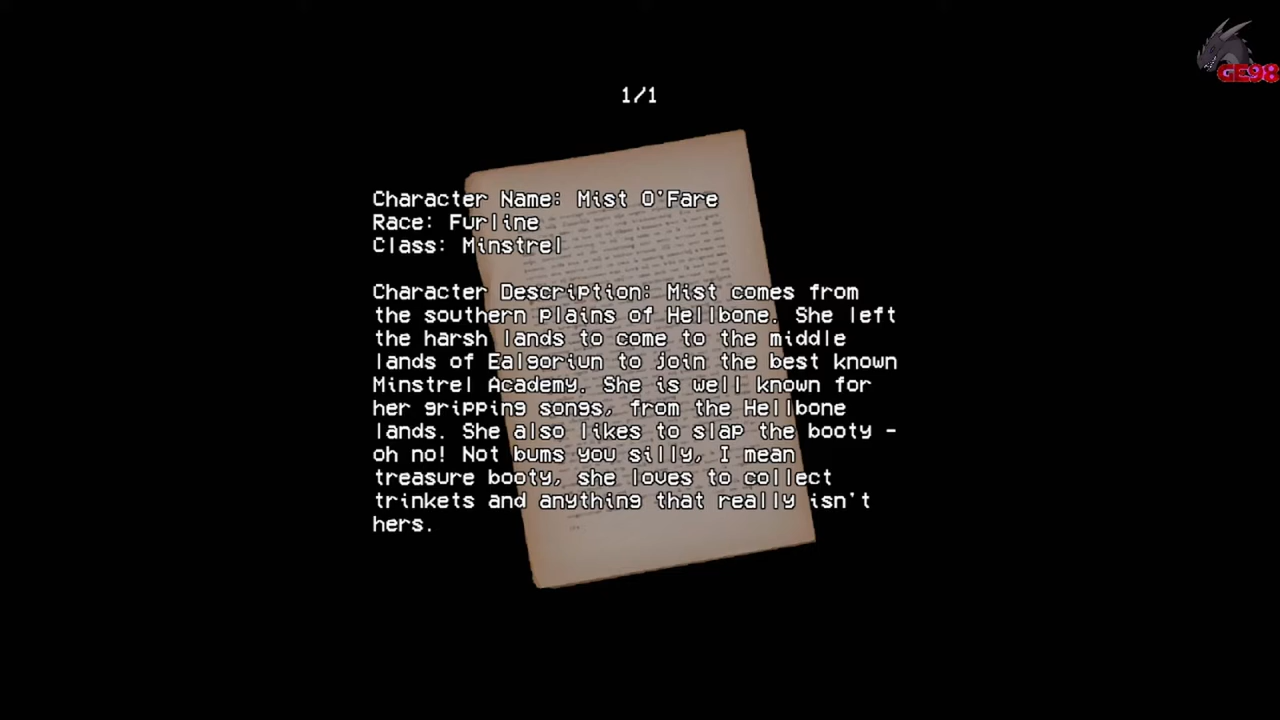 GE98
1/1
Character Name: Mist O'Fare
Race: Furline
Class: Minstrel
Character Description: Mist comes from
the southern plains of Hellbone. She left
the harsh lands to come to the middle
lands of Ealgoriun to join the best known
Minstrel Academy. She is well known for
her gripping songs, from the Hellbone
lands. She also likes to slap the booty -
oh no! Not bums you silly, I mean
treasure booty, she loves to collect
trinkets and anything that really isn't
hers.